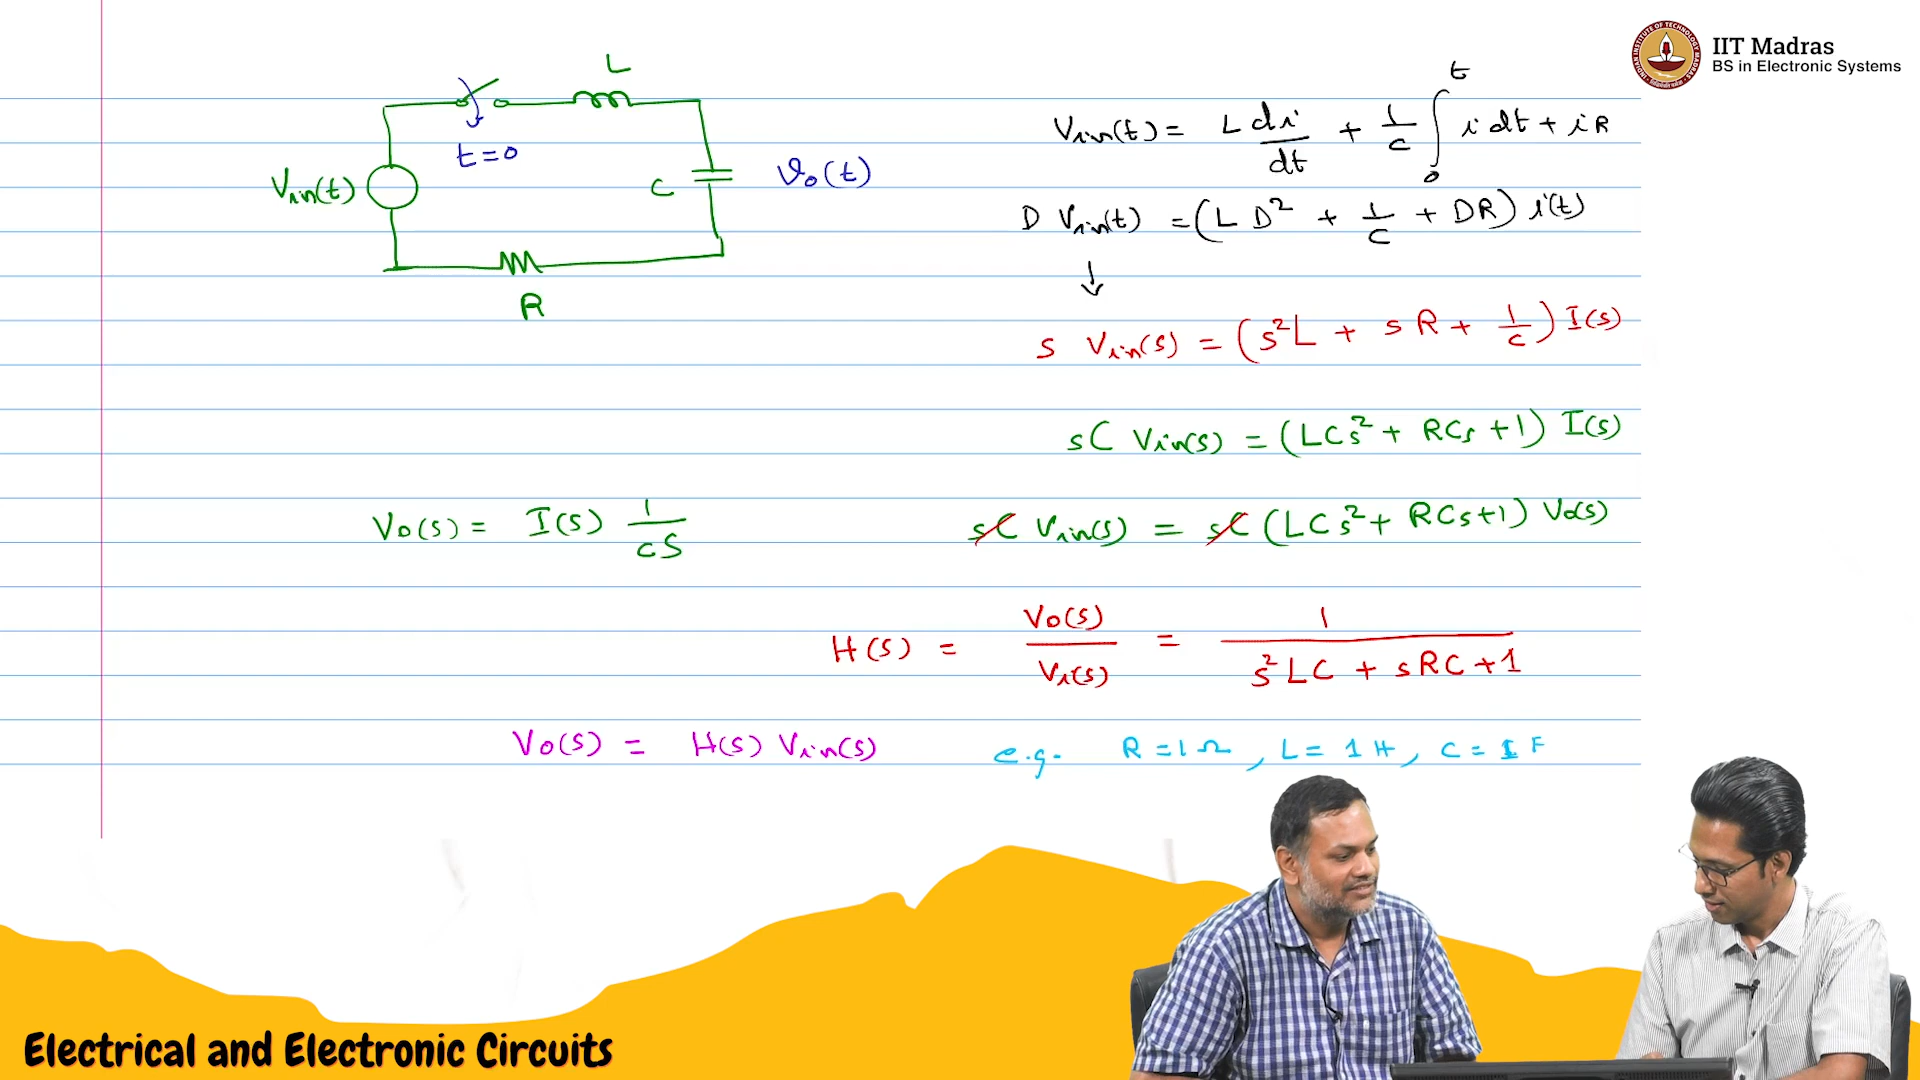 IIT Madras
BS in Electronic Systems
L
t=0
Vin(t)
C
𝒱o(t)
R
Vin(t) = L di/dt + 1/C ∫₀ᵗ i dt + iR
D Vin(t) = (L D² + 1/C + DR) i(t)
↓
s Vin(s) = (s²L + sR + 1/C) I(s)
sC Vin(s) = (LCs² + RCs + 1) I(s)
Vo(s) = I(s) 1/CS
sC Vin(s) = sC (LCs² + RCs+1) Vo(s)
H(s) = Vo(s)/Vi(s) = 1/(s²LC + sRC + 1)
Vo(s) = H(s) Vin(s)
e.g. R = 1Ω, L = 1 H, C = 1 F
Electrical and Electronic Circuits